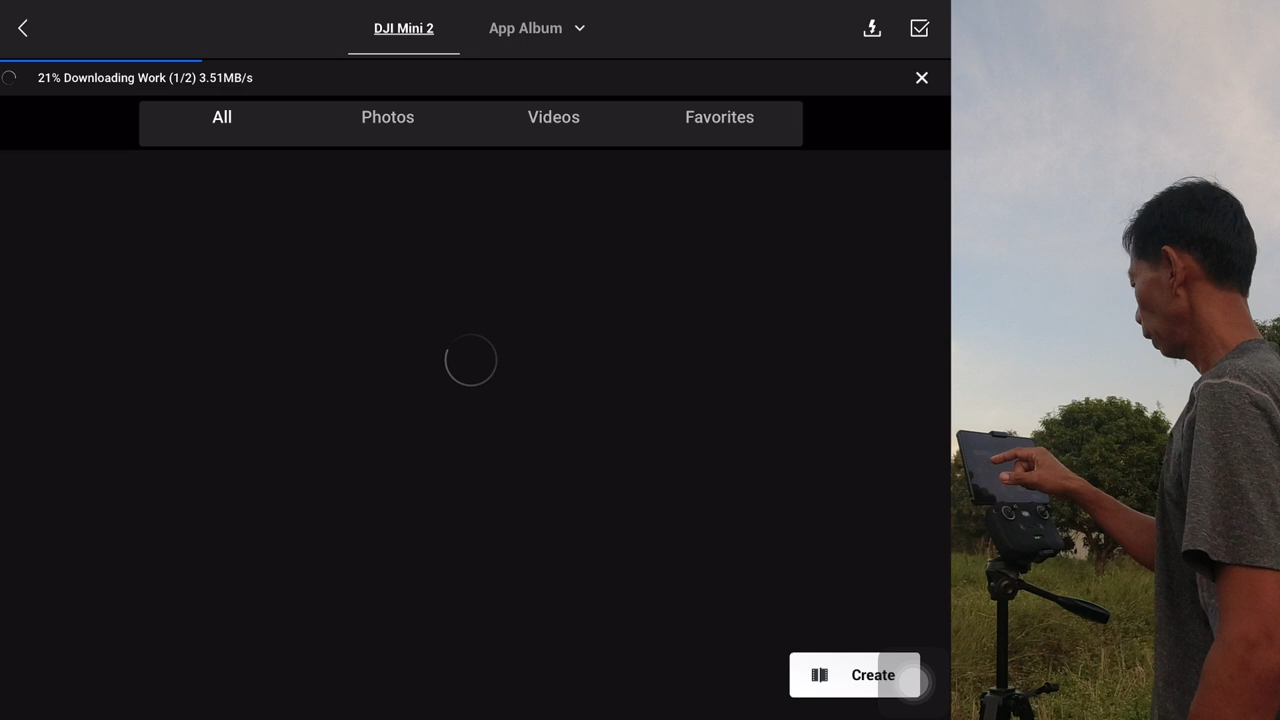 DJI Mini 2
App Album
21% Downloading Work (1/2) 3.51MB/s
All
Photos
Videos
Favorites
Create